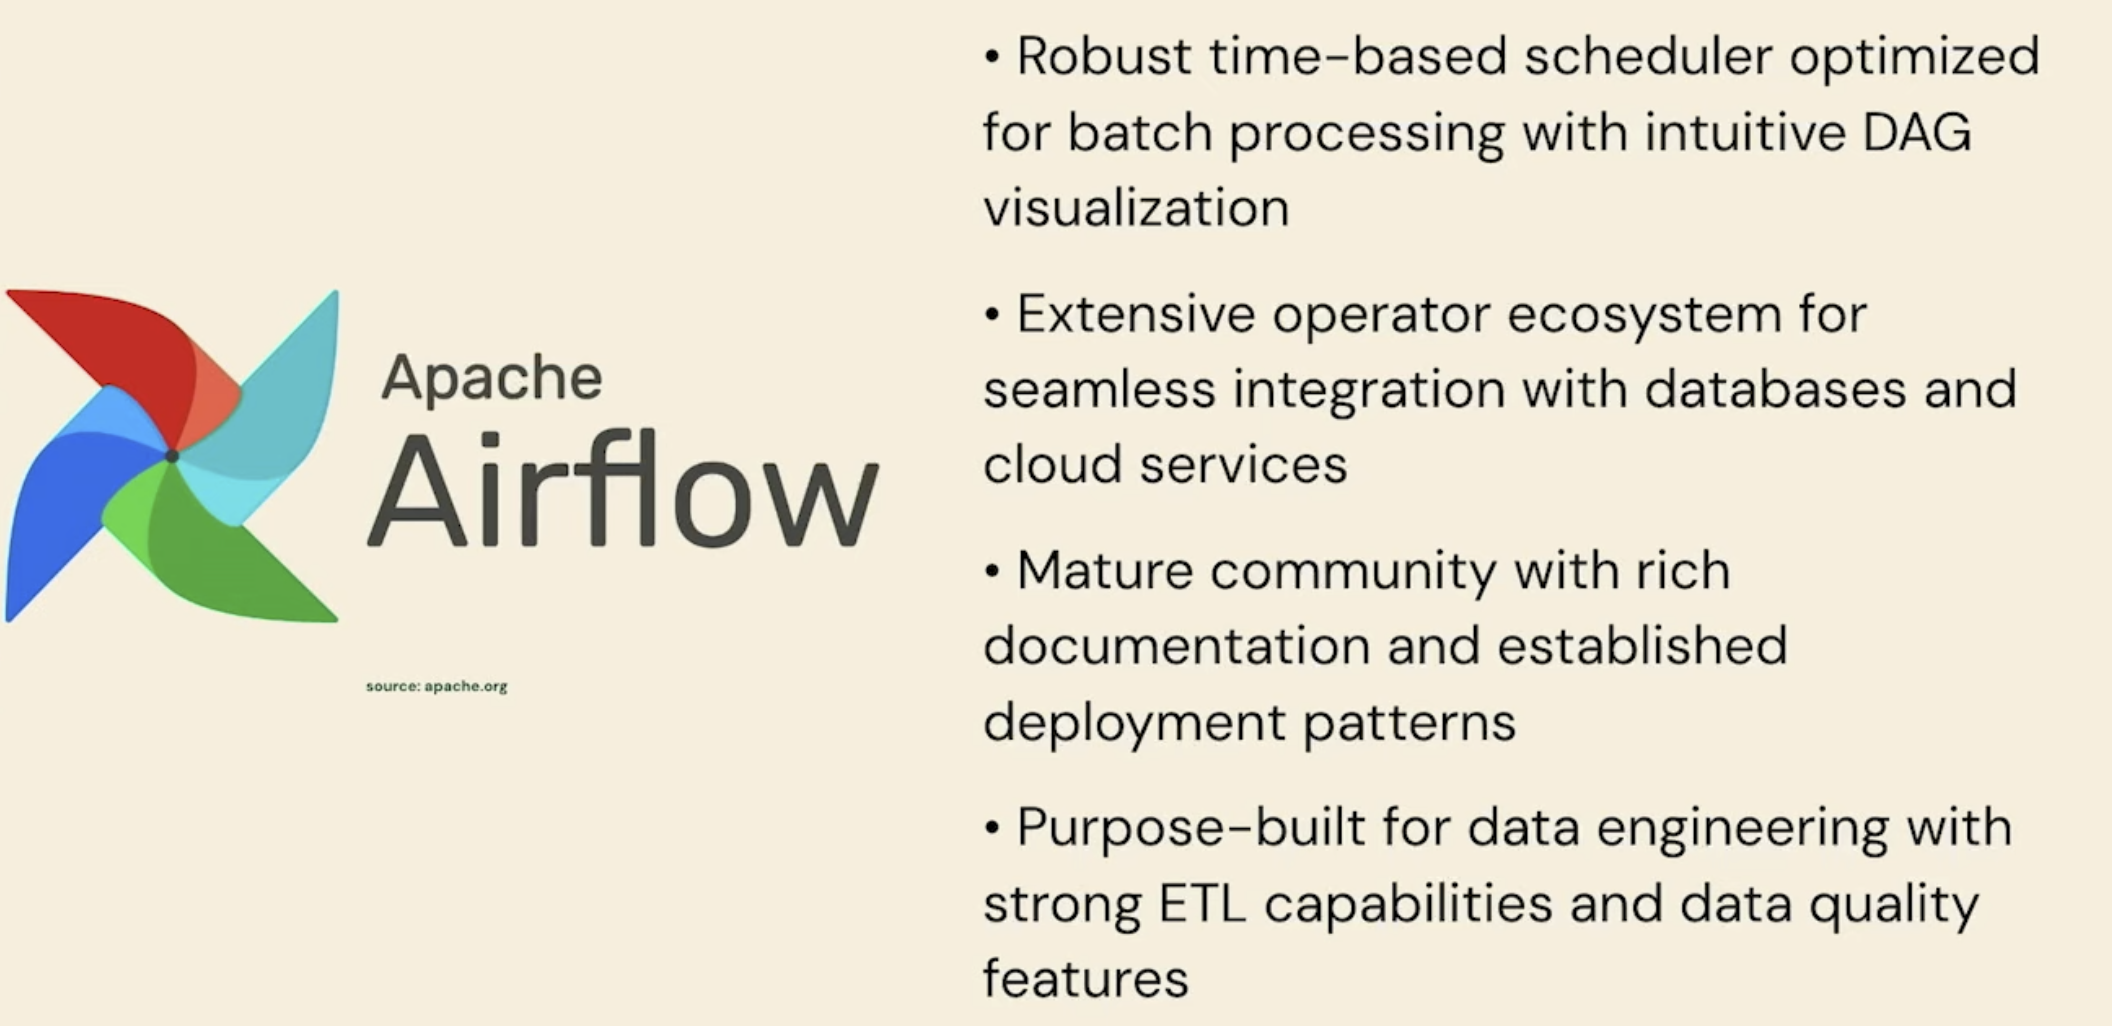 Apache
Airflow
source: apache.org
• Robust time-based scheduler optimized
for batch processing with intuitive DAG
visualization
• Extensive operator ecosystem for
seamless integration with databases and
cloud services
• Mature community with rich
documentation and established
deployment patterns
• Purpose-built for data engineering with
strong ETL capabilities and data quality
features